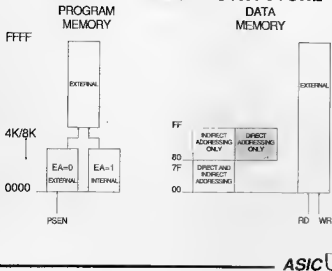 PROGRAM
MEMORY
DATA
MEMORY
FFFF
EXTERNAL
EXTERNAL
4K/8K
FF
INDIRECT
ADDRESSING
ONLY
DIRECT
ADDRESSING
ONLY
80
7F
DIRECT AND
INDIRECT
ADDRESSING
00
EA=0
EXTERNAL
EA=1
INTERNAL
0000
PSEN
RD WR
ASIC